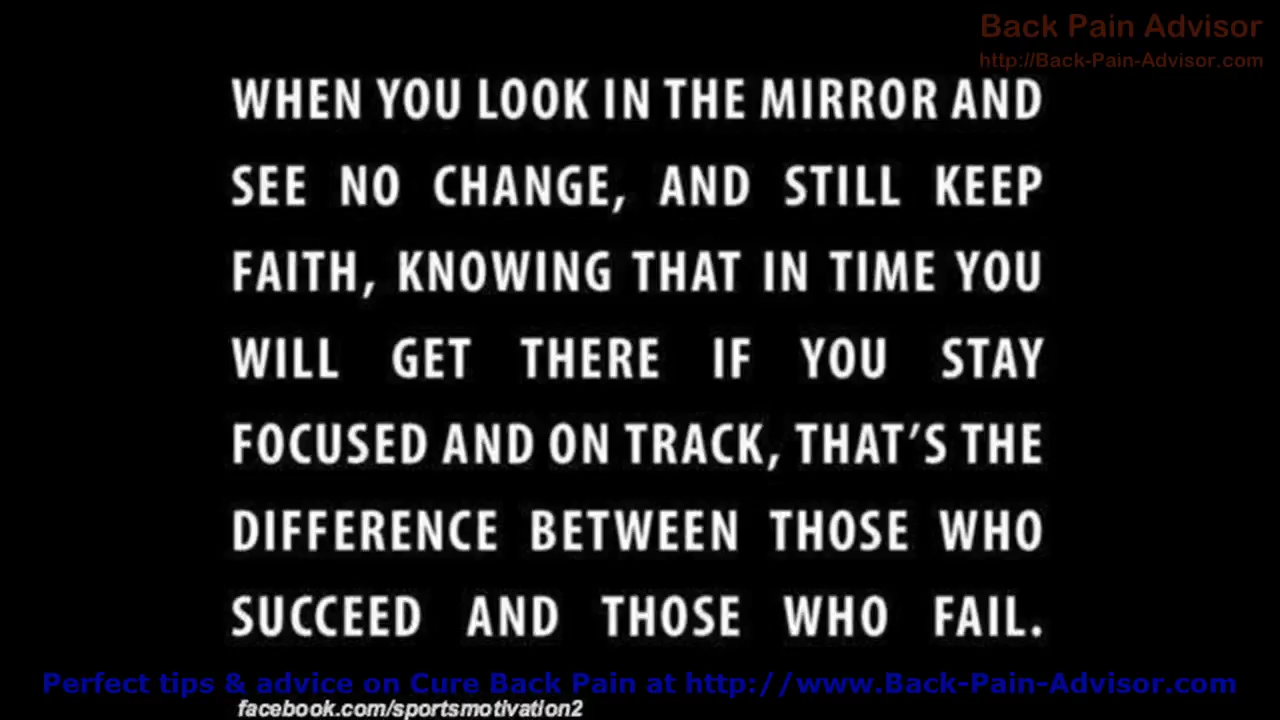 Back Pain Advisor
http://Back-Pain-Advisor.com
WHEN YOU LOOK IN THE MIRROR AND
SEE NO CHANGE, AND STILL KEEP
FAITH, KNOWING THAT IN TIME YOU
WILL GET THERE IF YOU STAY
FOCUSED AND ON TRACK, THAT'S THE
DIFFERENCE BETWEEN THOSE WHO
SUCCEED AND THOSE WHO FAIL.
Perfect tips & advice on Cure Back Pain at http://www.Back-Pain-Advisor.com
facebook.com/sportsmotivation2